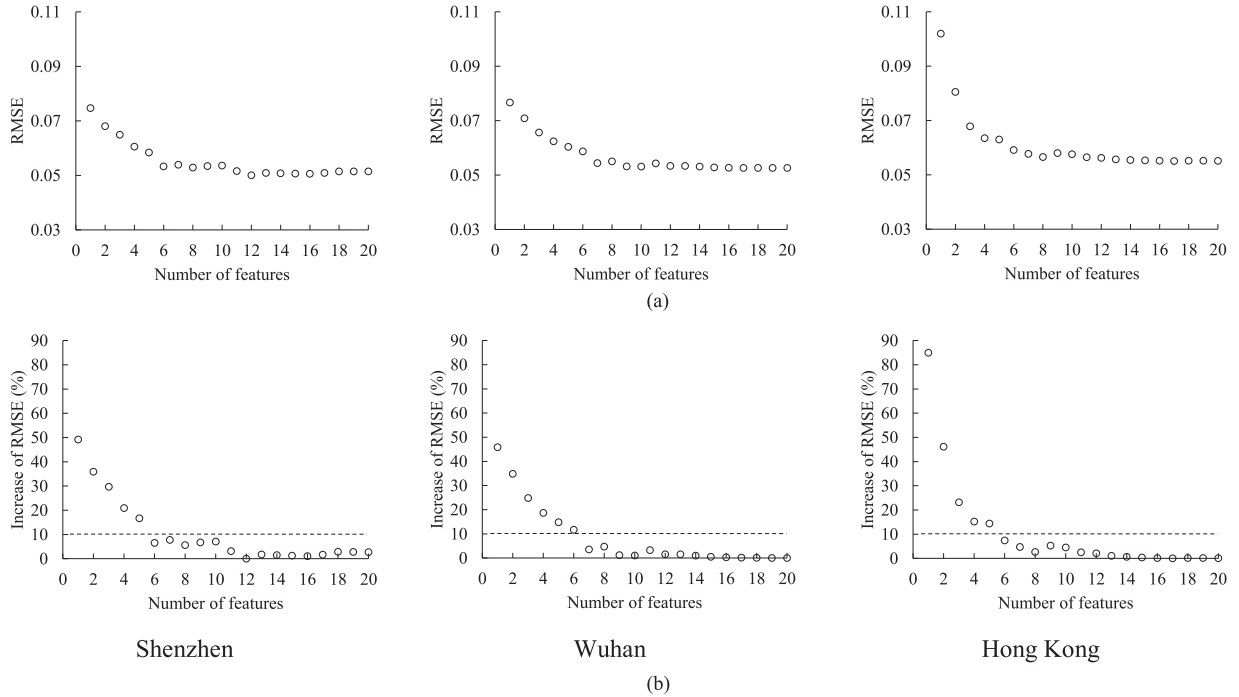 0.11
0.09
0.07
0.05
0.03
RMSE
0 2 4 6 8 10 12 14 16 18 20
Number of features
0.11
0.09
0.07
0.05
0.03
RMSE
0 2 4 6 8 10 12 14 16 18 20
Number of features
0.11
0.09
0.07
0.05
0.03
RMSE
0 2 4 6 8 10 12 14 16 18 20
Number of features
(a)
90
80
70
60
50
40
30
20
10
0
Increase of RMSE (%)
0 2 4 6 8 10 12 14 16 18 20
Number of features
Shenzhen
90
80
70
60
50
40
30
20
10
0
Increase of RMSE (%)
0 2 4 6 8 10 12 14 16 18 20
Number of features
Wuhan
90
80
70
60
50
40
30
20
10
0
Increase of RMSE (%)
0 2 4 6 8 10 12 14 16 18 20
Number of features
Hong Kong
(b)